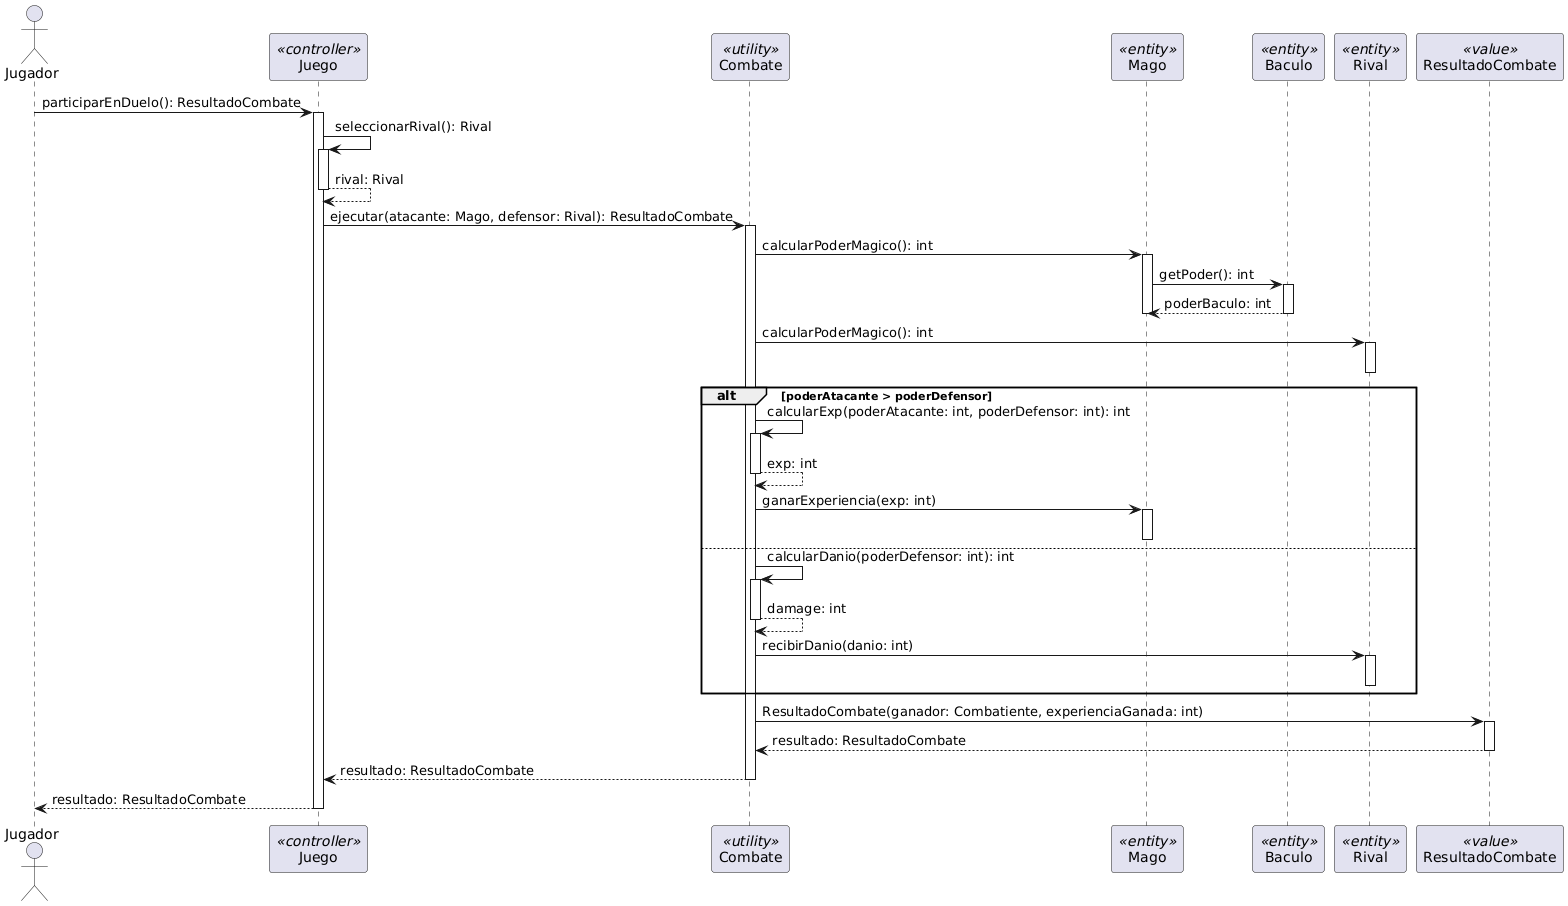 Jugador
«controller»
Juego
«utility»
Combate
«entity»
Mago
«entity»
Baculo
«entity»
Rival
«value»
ResultadoCombate
participarEnDuelo(): ResultadoCombate
seleccionarRival(): Rival
rival: Rival
ejecutar(atacante: Mago, defensor: Rival): ResultadoCombate
calcularPoderMagico(): int
getPoder(): int
poderBaculo: int
calcularPoderMagico(): int
alt [poderAtacante > poderDefensor]
calcularExp(poderAtacante: int, poderDefensor: int): int
exp: int
ganarExperiencia(exp: int)
calcularDanio(poderDefensor: int): int
damage: int
recibirDanio(danio: int)
ResultadoCombate(ganador: Combatiente, experienciaGanada: int)
resultado: ResultadoCombate
resultado: ResultadoCombate
resultado: ResultadoCombate
Jugador
«controller»
Juego
«utility»
Combate
«entity»
Mago
«entity»
Baculo
«entity»
Rival
«value»
ResultadoCombate